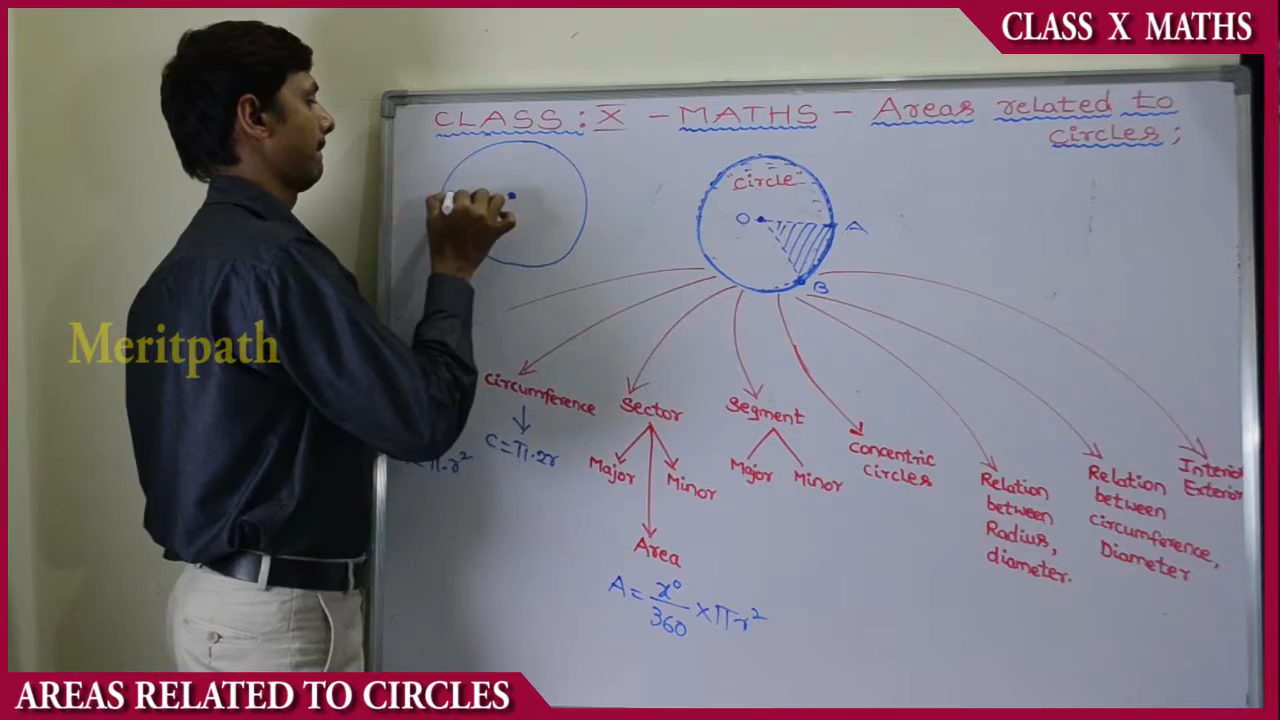 CLASS X MATHS
CLASS: X - MATHS - Areas related to
circles;
"circle"
O
A
B
Meritpath
circumference
C=π.2r
π.r²
Sector
Major
Minor
Area
A = x°/360 × πr²
Segment
Major
Minor
concentric
circles
Relation
between
Radius,
diameter.
Relation
between
circumference,
Diameter
Interior
Exterior
AREAS RELATED TO CIRCLES